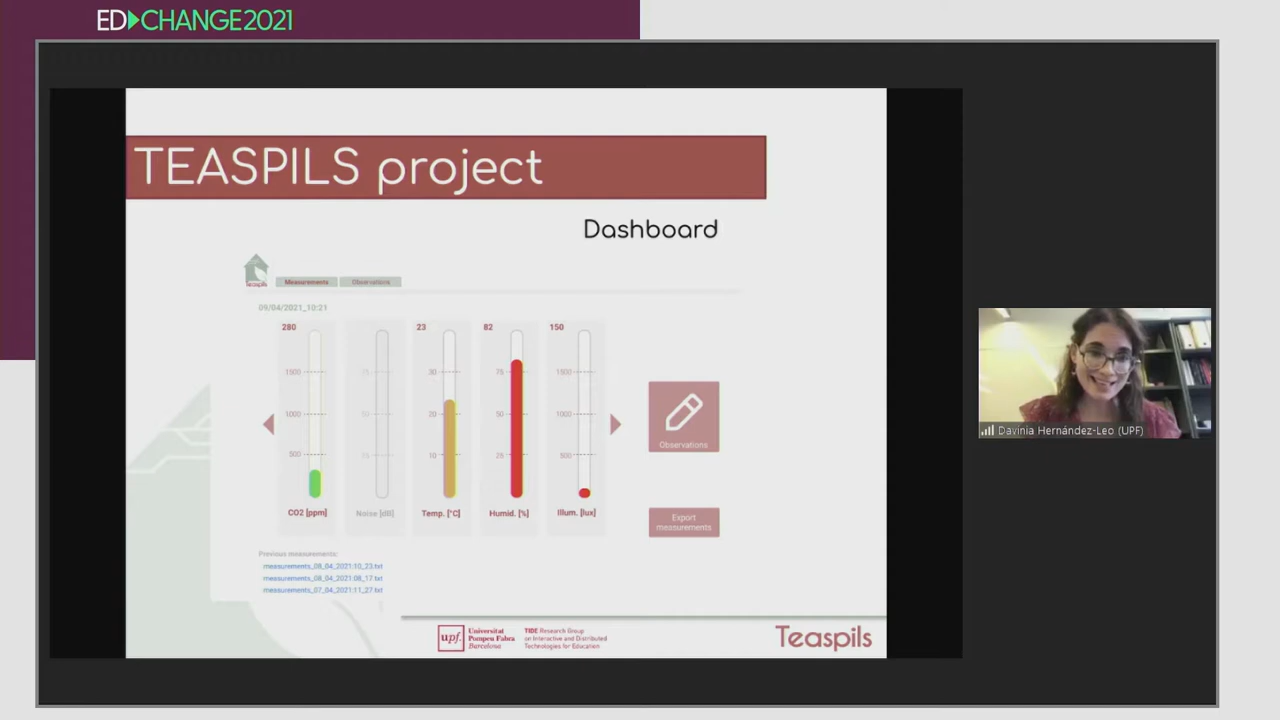 ED▶CHANGE2021
TEASPILS project
Dashboard
Teaspils
Measurements
Observations
09/04/2021_10:21
280
23
82
150
1500
75
30
75
1500
1000
20
50
1000
500
10
25
500
CO2 [ppm]
Noise [dB]
Temp. [°C]
Humid. [%]
Illum. [lux]
Observations
Export
measurements
Previous measurements:
measurements_08_04_2021:10_23.txt
measurements_08_04_2021:08_17.txt
measurements_07_04_2021:11_27.txt
upf.
Universitat
Pompeu Fabra
Barcelona
TIDE Research Group
on Interactive and Distributed
Technologies for Education
Teaspils
Davinia Hernández-Leo (UPF)